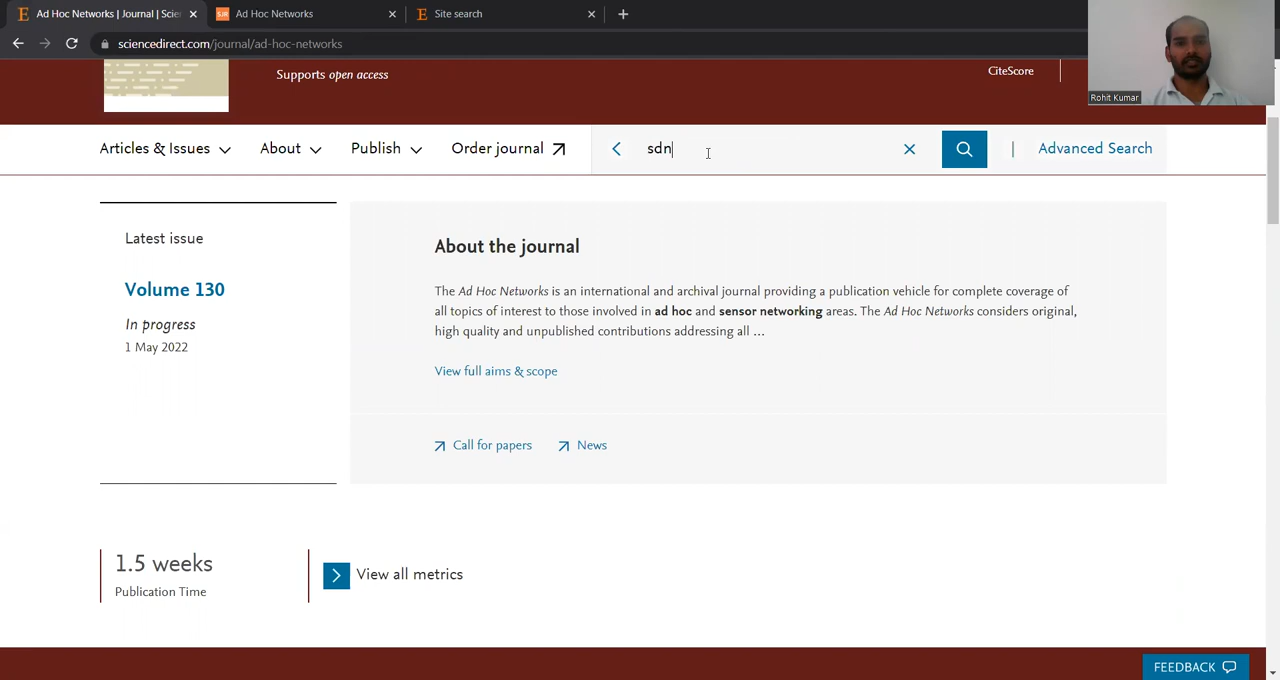 Ad Hoc Networks | Journal | Scie
Ad Hoc Networks
Site search
sciencedirect.com/journal/ad-hoc-networks
Supports open access
CiteScore
Rohit Kumar
Articles & Issues
About
Publish
Order journal
sdn
Advanced Search
Latest issue
Volume 130
In progress
1 May 2022
About the journal
The Ad Hoc Networks is an international and archival journal providing a publication vehicle for complete coverage of
all topics of interest to those involved in ad hoc and sensor networking areas. The Ad Hoc Networks considers original,
high quality and unpublished contributions addressing all ...
View full aims & scope
Call for papers
News
1.5 weeks
Publication Time
View all metrics
FEEDBACK